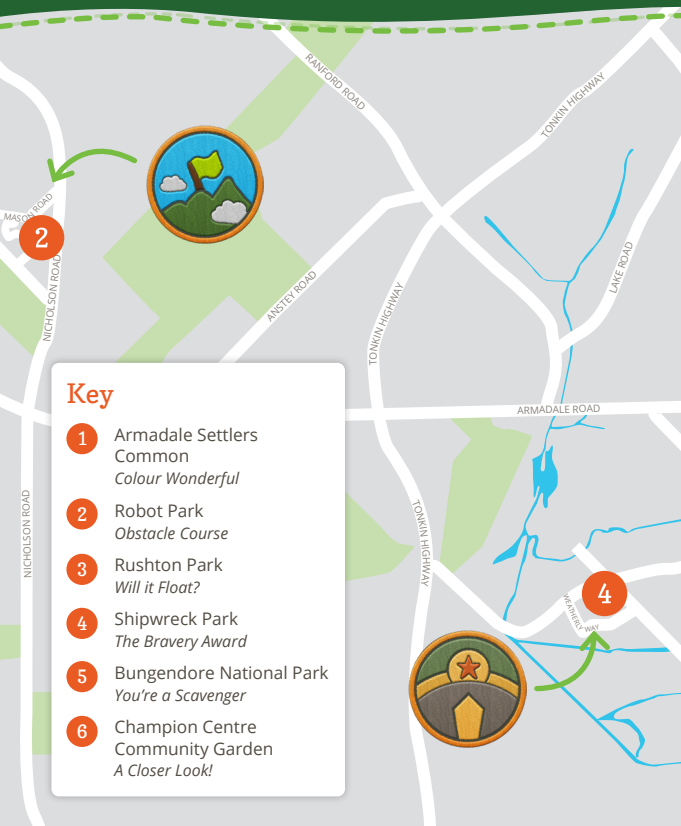 RANFORD ROAD
TONKIN HIGHWAY
MASON ROAD
2
NICHOLSON ROAD
ANSTEY ROAD
TONKIN HIGHWAY
LAKE ROAD
ARMADALE ROAD
NICHOLSON ROAD
TONKIN HIGHWAY
4
WEATHERLY WAY
Key
1 Armadale Settlers
Common
Colour Wonderful
2 Robot Park
Obstacle Course
3 Rushton Park
Will it Float?
4 Shipwreck Park
The Bravery Award
5 Bungendore National Park
You're a Scavenger
6 Champion Centre
Community Garden
A Closer Look!